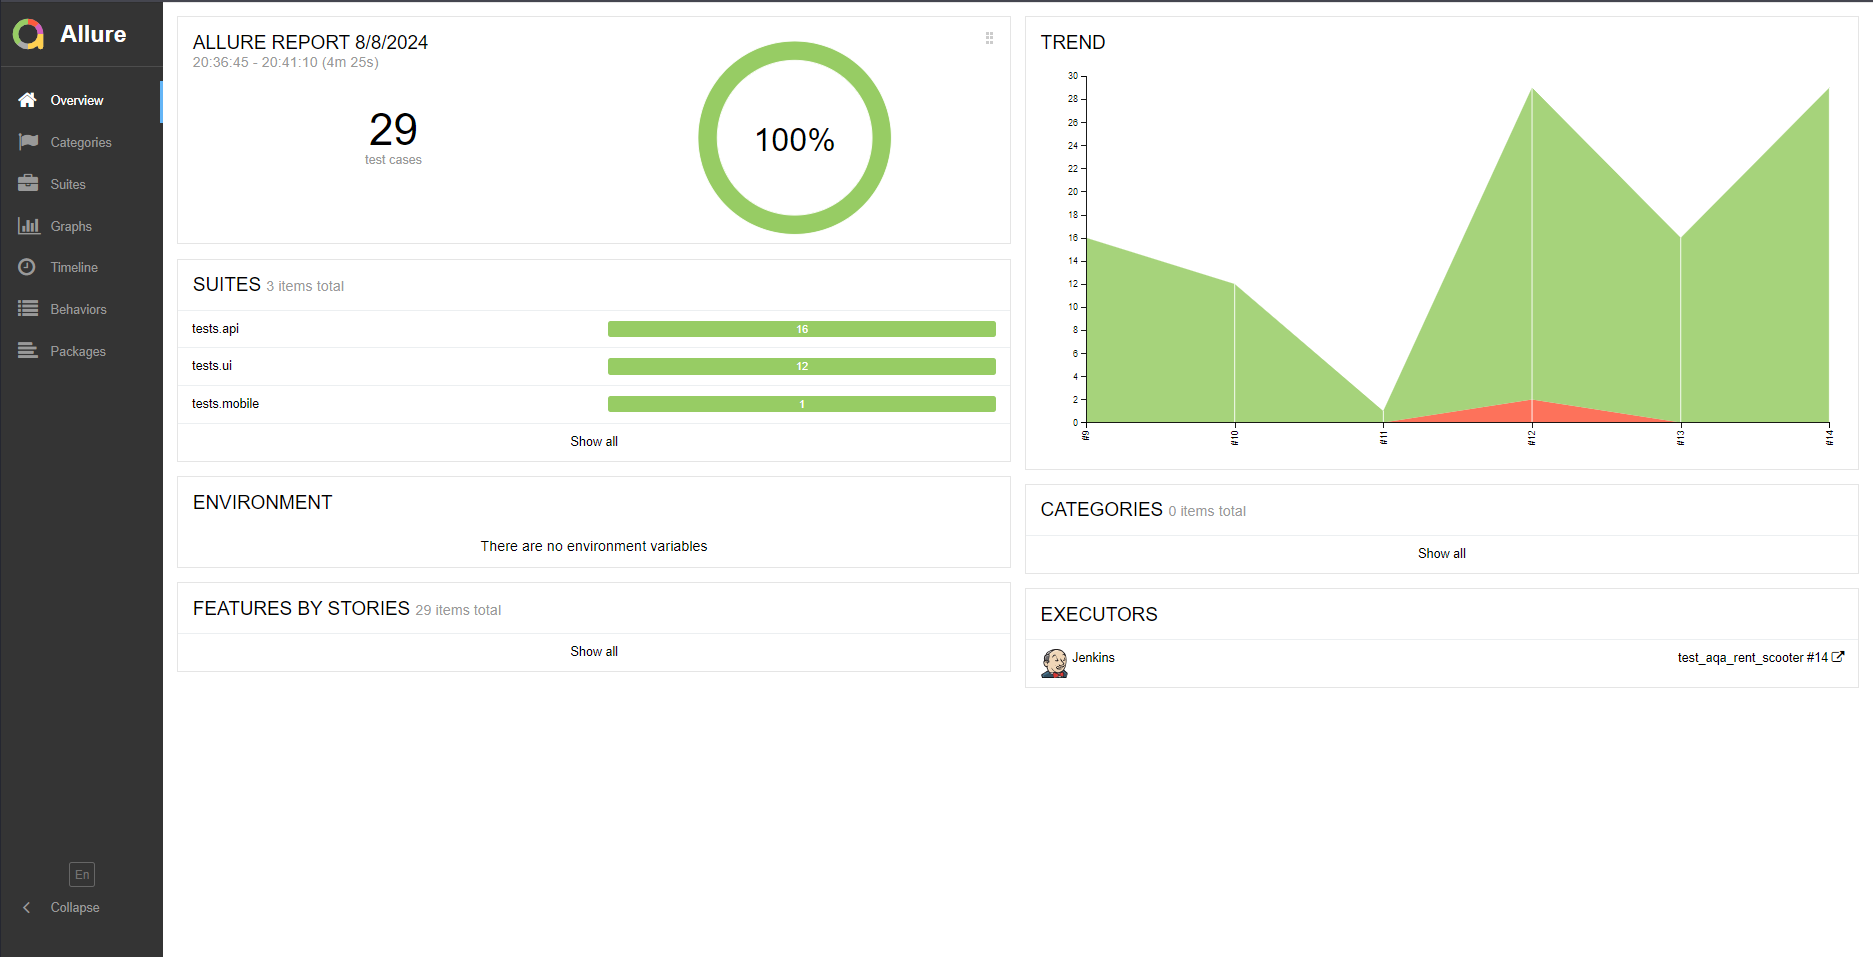 Allure
Overview
Categories
Suites
Graphs
Timeline
Behaviors
Packages
En
Collapse
ALLURE REPORT 8/8/2024
20:36:45 - 20:41:10 (4m 25s)
29
test cases
100%
SUITES 3 items total
tests.api 16
tests.ui 12
tests.mobile 1
Show all
ENVIRONMENT
There are no environment variables
FEATURES BY STORIES 29 items total
Show all
TREND
30
28
26
24
22
20
18
16
14
12
10
8
6
4
2
0
#9 #10 #11 #12 #13 #14
CATEGORIES 0 items total
Show all
EXECUTORS
Jenkins test_aqa_rent_scooter #14